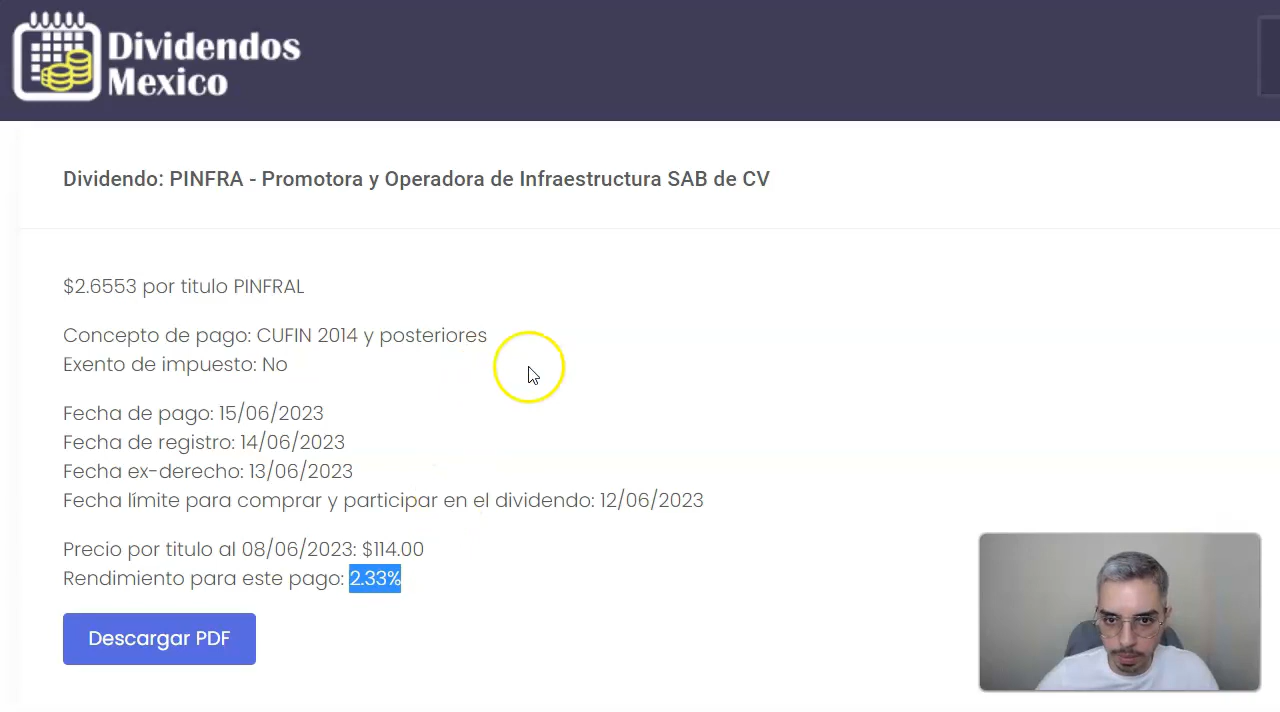 Dividendos
Mexico
Dividendo: PINFRA - Promotora y Operadora de Infraestructura SAB de CV
$2.6553 por titulo PINFRAL
Concepto de pago: CUFIN 2014 y posteriores
Exento de impuesto: No
Fecha de pago: 15/06/2023
Fecha de registro: 14/06/2023
Fecha ex-derecho: 13/06/2023
Fecha límite para comprar y participar en el dividendo: 12/06/2023
Precio por titulo al 08/06/2023: $114.00
Rendimiento para este pago: 2.33%
Descargar PDF